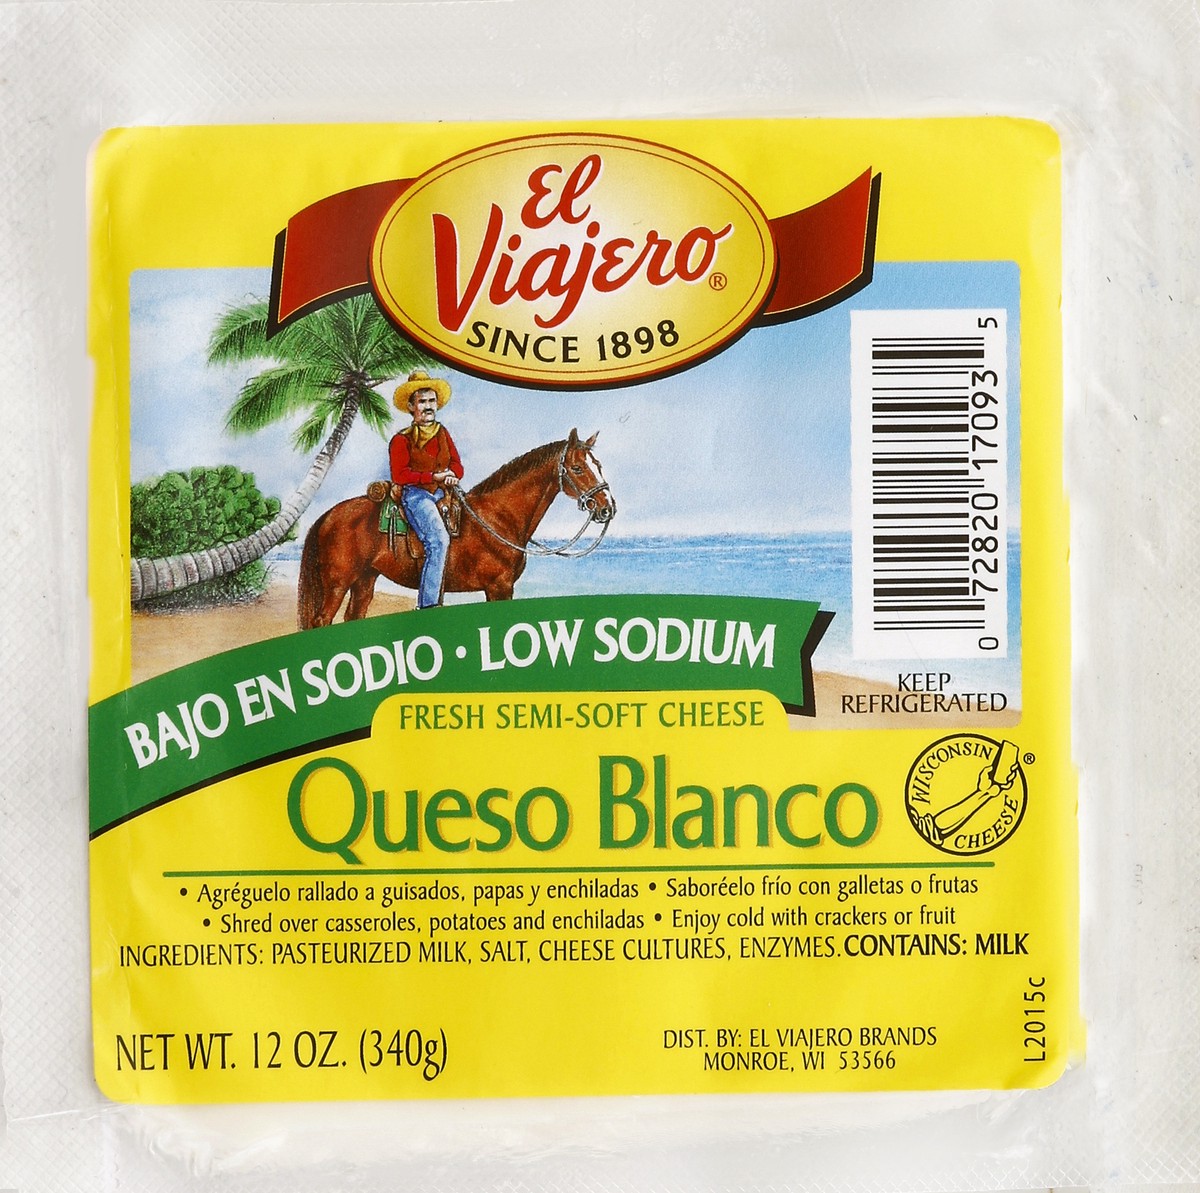 El
Viajero®
SINCE 1898
5
0 72820 17093
KEEP
REFRIGERATED
BAJO EN SODIO • LOW SODIUM
FRESH SEMI-SOFT CHEESE
Queso Blanco
WISCONSIN ®
CHEESE
• Agréguelo rallado a guisados, papas y enchiladas • Saboréelo frío con galletas o frutas
• Shred over casseroles, potatoes and enchiladas • Enjoy cold with crackers or fruit
INGREDIENTS: PASTEURIZED MILK, SALT, CHEESE CULTURES, ENZYMES. CONTAINS: MILK
L2015c
NET WT. 12 OZ. (340g)
DIST. BY: EL VIAJERO BRANDS
MONROE, WI 53566